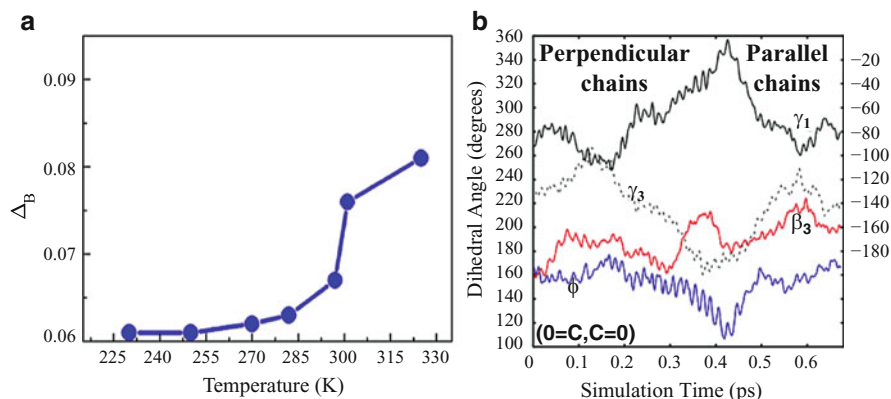 a
0.09
0.08
0.07
0.06
Δ_B
225 240 255 270 285 300 315 330
Temperature (K)
b
360
340
320
300
280
260
240
220
200
180
160
140
120
100
Dihedral Angle (degrees)
Perpendicular chains
Parallel chains
γ₁
γ₃
β₃
ϕ
(0=C,C=0)
−20
−40
−60
−80
−100
−120
−140
−160
−180
0 0.1 0.2 0.3 0.4 0.5 0.6
Simulation Time (ps)